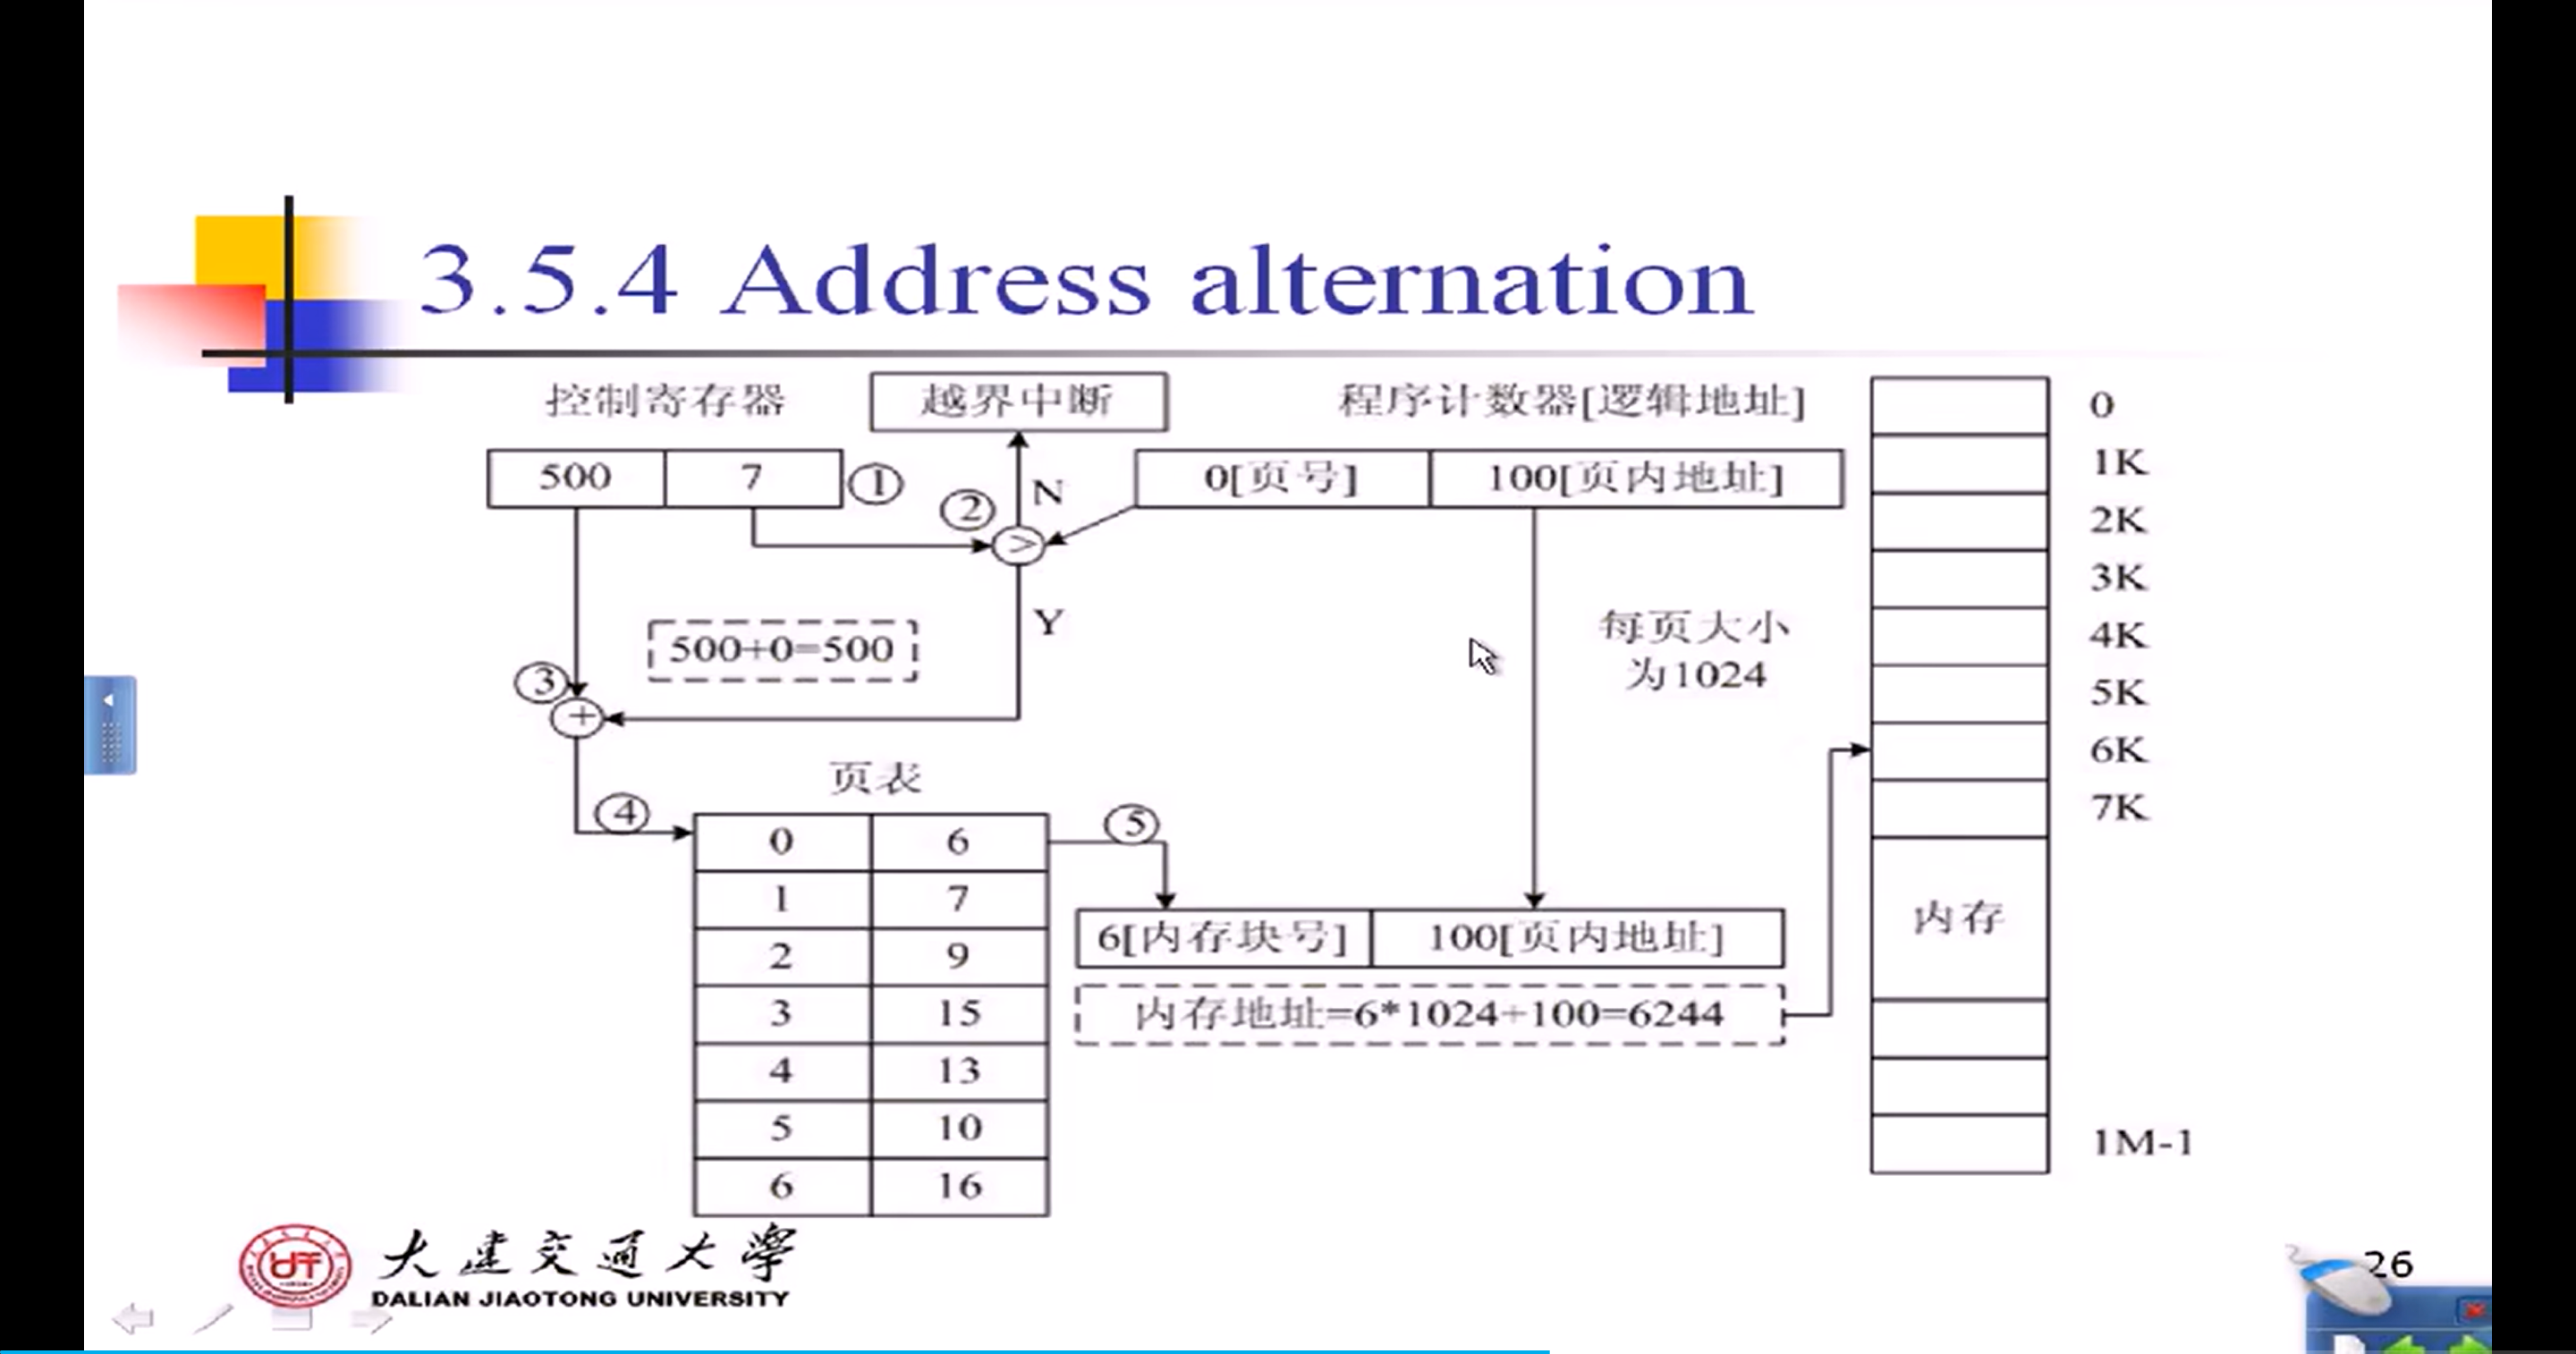 3.5.4 Address alternation
控制寄存器
越界中断
程序计数器[逻辑地址]
500
7
①
②
N
0[页号]
100[页内地址]
>
Y
500+0=500
③
+
每页大小
为1024
页表
④
⑤
0
6
1
7
2
9
3
15
4
13
5
10
6
16
6[内存块号]
100[页内地址]
内存地址=6*1024+100=6244
0
1K
2K
3K
4K
5K
6K
7K
内存
1M-1
大连交通大学
DALIAN JIAOTONG UNIVERSITY
26